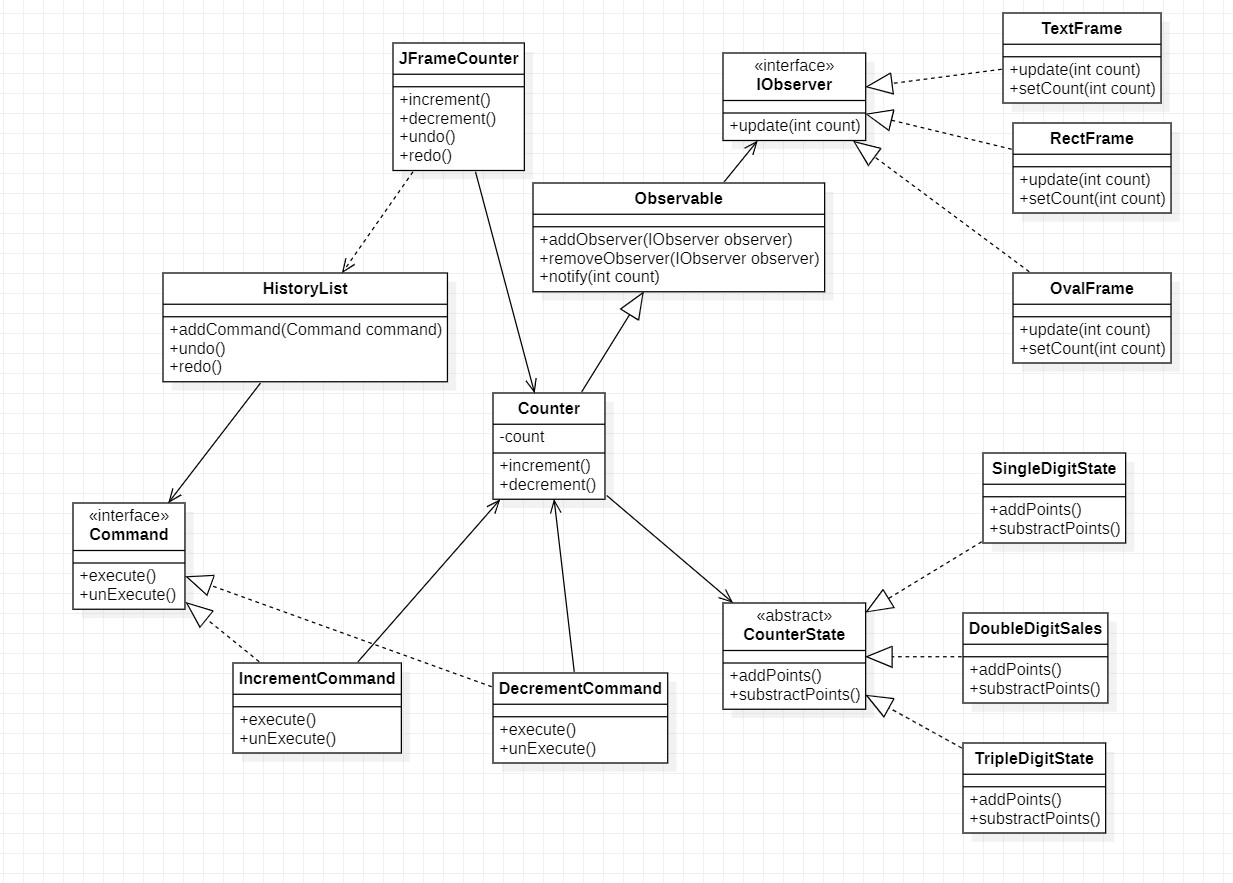 JFrameCounter
+increment()
+decrement()
+undo()
+redo()
«interface»
IObserver
+update(int count)
TextFrame
+update(int count)
+setCount(int count)
RectFrame
+update(int count)
+setCount(int count)
Observable
+addObserver(IObserver observer)
+removeObserver(IObserver observer)
+notify(int count)
HistoryList
+addCommand(Command command)
+undo()
+redo()
OvalFrame
+update(int count)
+setCount(int count)
Counter
-count
+increment()
+decrement()
SingleDigitState
+addPoints()
+substractPoints()
«interface»
Command
+execute()
+unExecute()
«abstract»
CounterState
+addPoints()
+substractPoints()
DoubleDigitSales
+addPoints()
+substractPoints()
IncrementCommand
+execute()
+unExecute()
DecrementCommand
+execute()
+unExecute()
TripleDigitState
+addPoints()
+substractPoints()